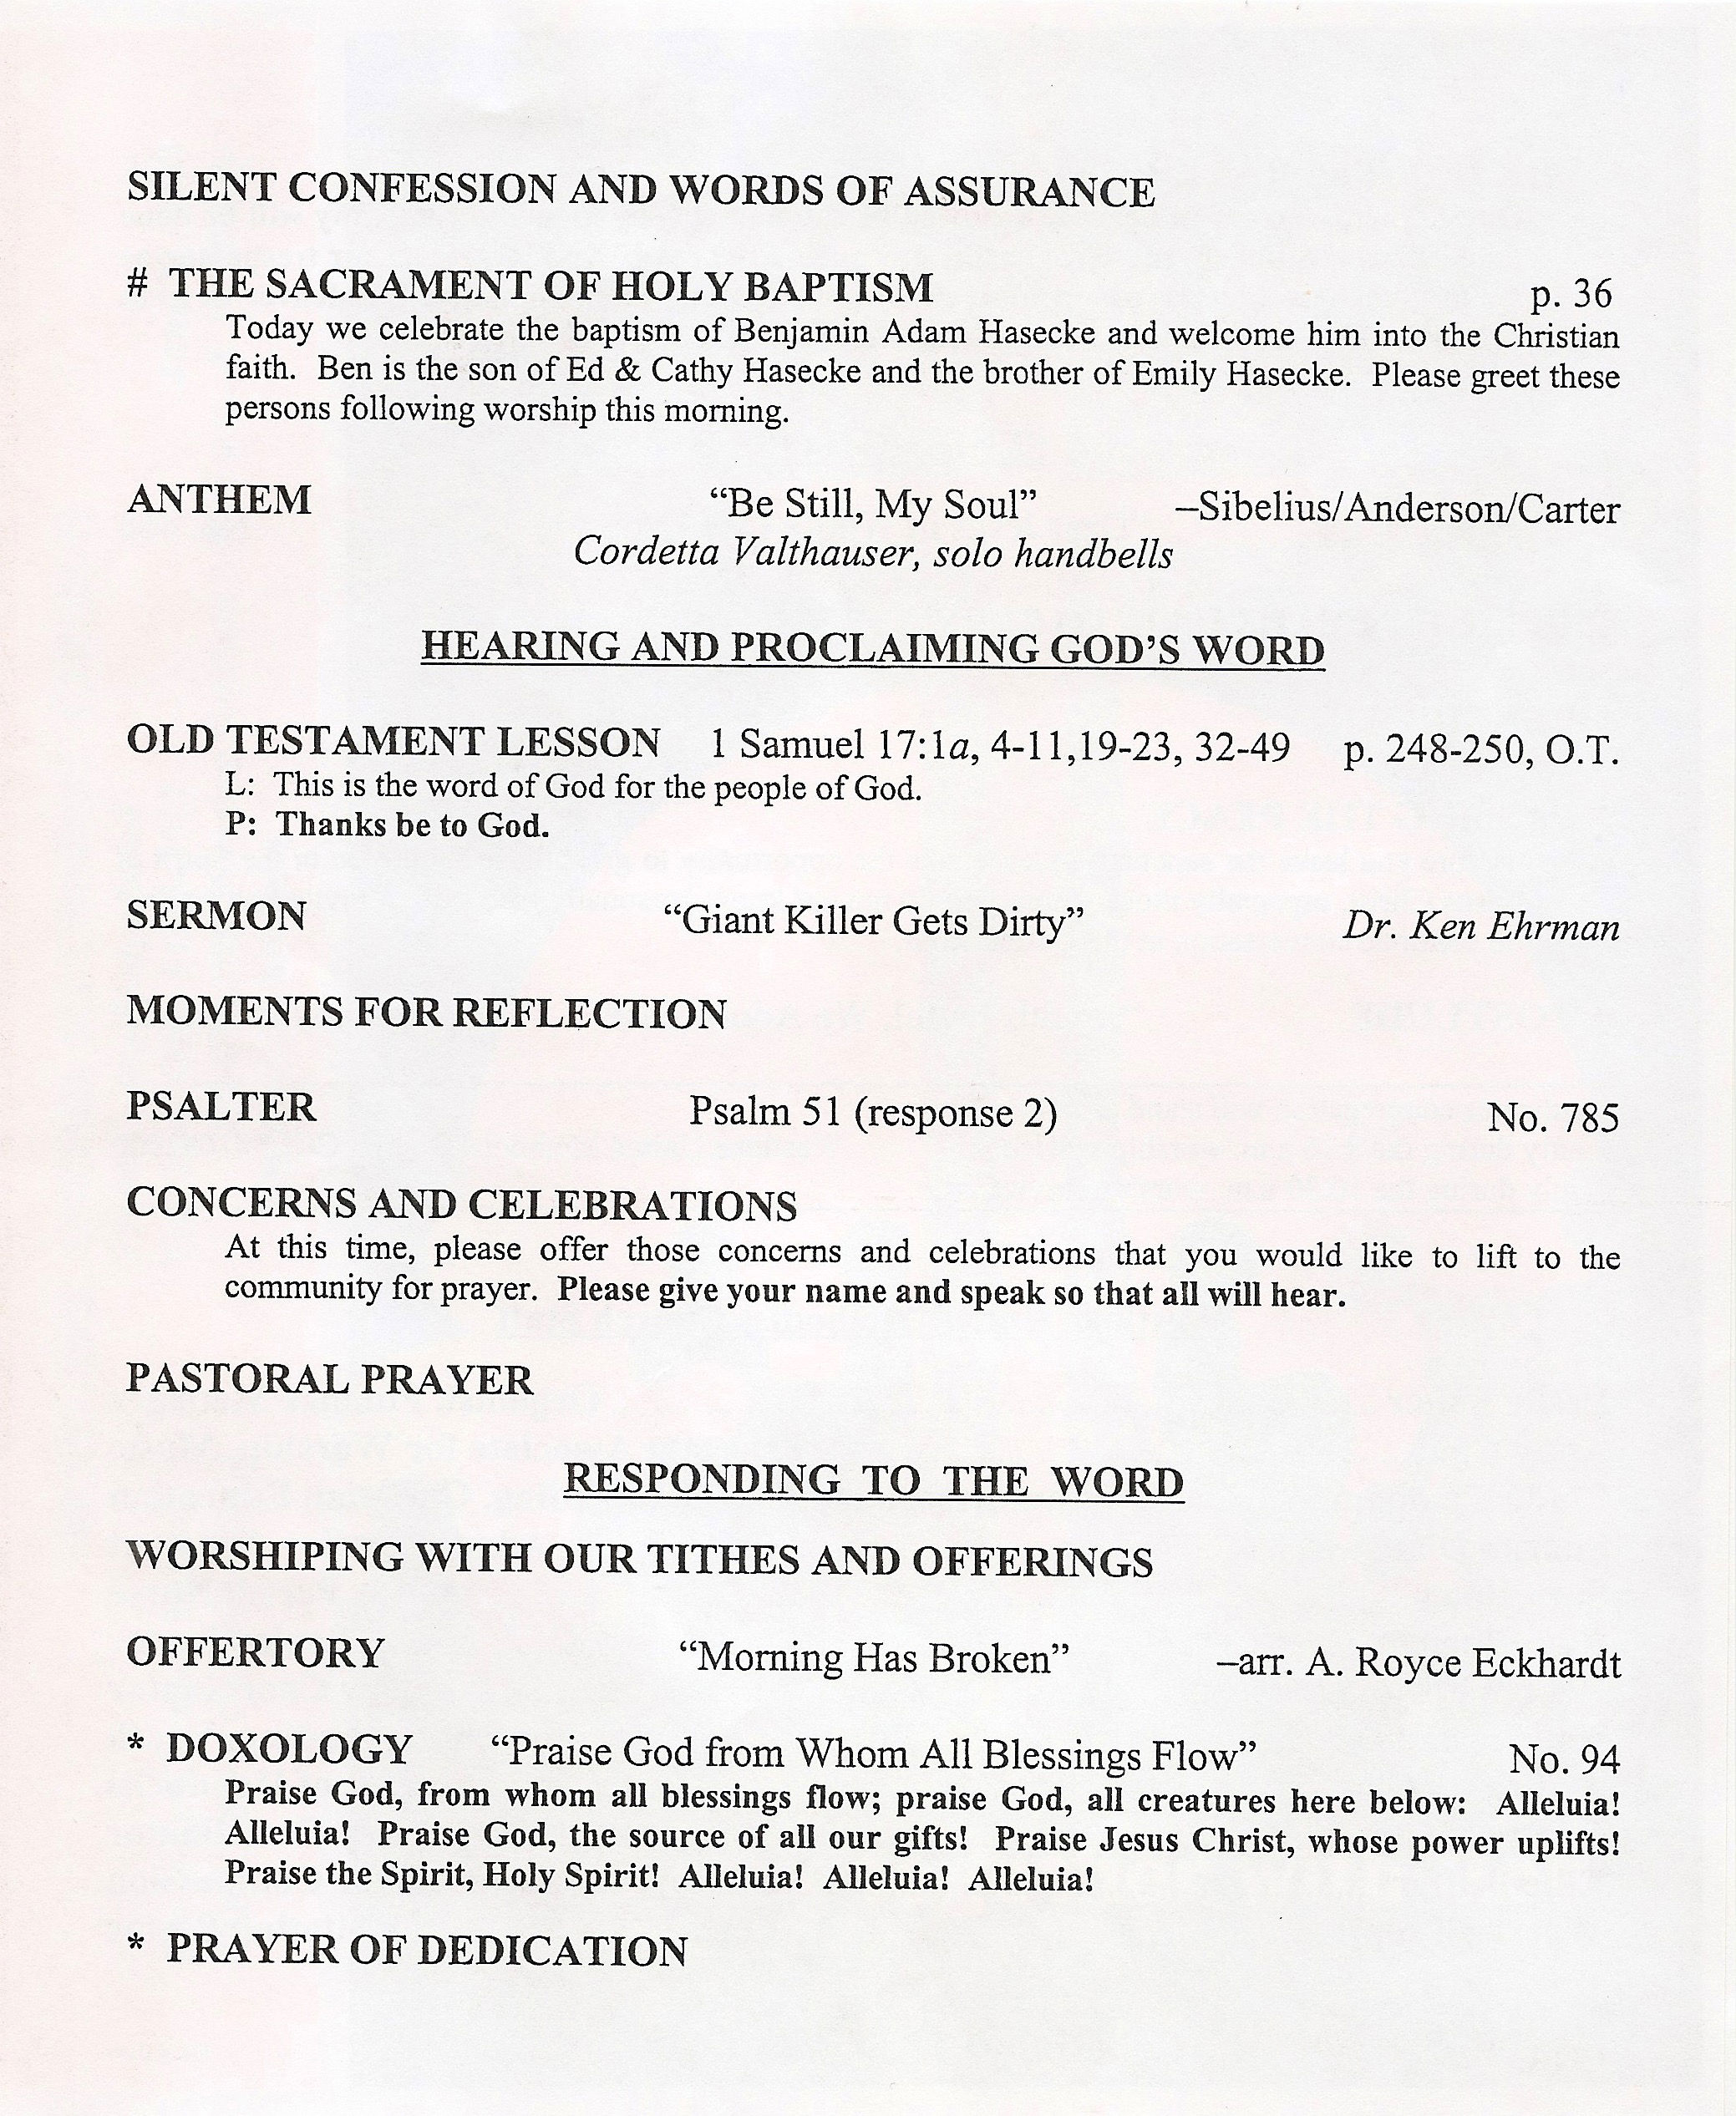 SILENT CONFESSION AND WORDS OF ASSURANCE
# THE SACRAMENT OF HOLY BAPTISM p. 36
Today we celebrate the baptism of Benjamin Adam Hasecke and welcome him into the Christian
faith. Ben is the son of Ed & Cathy Hasecke and the brother of Emily Hasecke. Please greet these
persons following worship this morning.
ANTHEM “Be Still, My Soul” –Sibelius/Anderson/Carter
Cordetta Valthauser, solo handbells
HEARING AND PROCLAIMING GOD’S WORD
OLD TESTAMENT LESSON 1 Samuel 17:1a, 4-11,19-23, 32-49 p. 248-250, O.T.
L: This is the word of God for the people of God.
P: Thanks be to God.
SERMON “Giant Killer Gets Dirty” Dr. Ken Ehrman
MOMENTS FOR REFLECTION
PSALTER Psalm 51 (response 2) No. 785
CONCERNS AND CELEBRATIONS
At this time, please offer those concerns and celebrations that you would like to lift to the
community for prayer. Please give your name and speak so that all will hear.
PASTORAL PRAYER
RESPONDING TO THE WORD
WORSHIPING WITH OUR TITHES AND OFFERINGS
OFFERTORY “Morning Has Broken” –arr. A. Royce Eckhardt
* DOXOLOGY “Praise God from Whom All Blessings Flow” No. 94
Praise God, from whom all blessings flow; praise God, all creatures here below: Alleluia!
Alleluia! Praise God, the source of all our gifts! Praise Jesus Christ, whose power uplifts!
Praise the Spirit, Holy Spirit! Alleluia! Alleluia! Alleluia!
* PRAYER OF DEDICATION